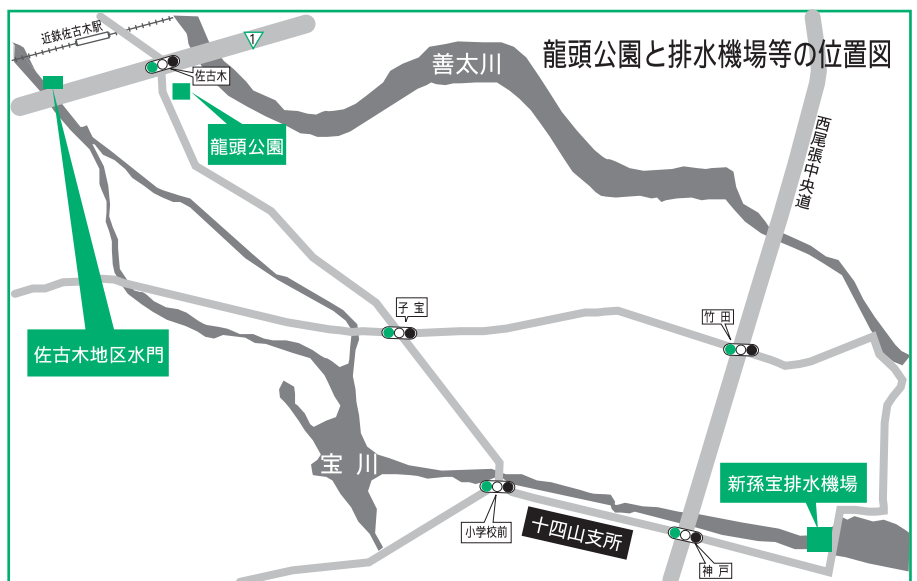 龍頭公園と排水機場等の位置図
近鉄佐古木駅
1
佐古木
善太川
龍頭公園
西尾張中央道
子宝
竹田
佐古木地区水門
宝川
新孫宝排水機場
小学校前
十四山支所
神戸